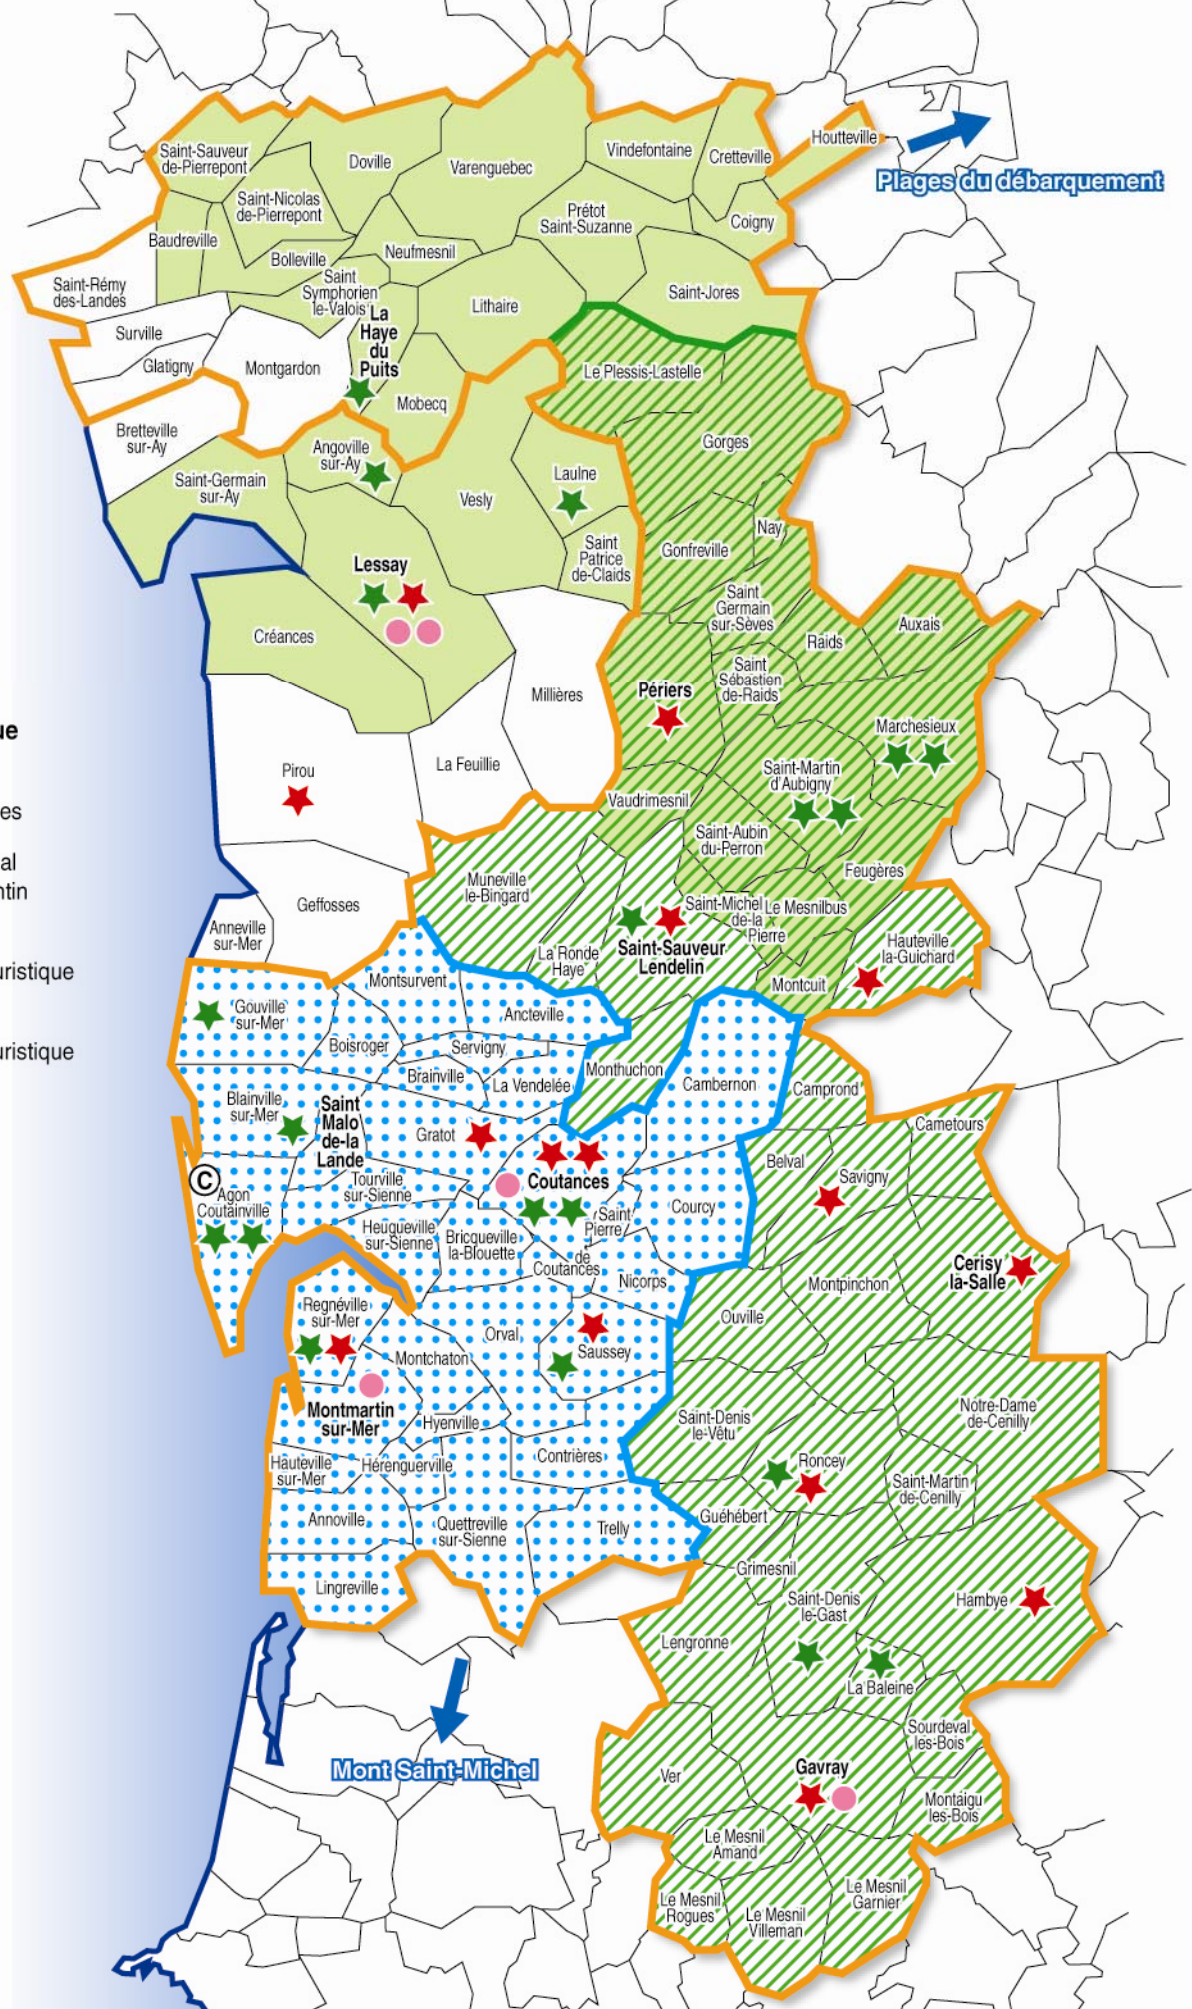 Houtteville
Saint-Sauveur
de-Pierrepont
Doville
Varenguebec
Vindefontaine
Cretteville
Plages du débarquement
Saint-Nicolas
de-Pierrepont
Prétot
Saint-Suzanne
Coigny
Baudreville
Bolleville
Neufmesnil
Saint-Rémy
des-Landes
Saint
Symphorien
le-Valois
Lithaire
Saint-Jores
La
Haye
du
Puits
Surville
Glatigny
Montgardon
Le Plessis-Lastelle
Mobecq
Bretteville
sur-Ay
Angoville
sur-Ay
Gorges
Saint-Germain
sur-Ay
Laulne
Vesly
Nay
Gonfreville
Saint
Patrice
de-Claids
Lessay
Saint
Germain
sur-Sèves
Créances
Raids
Auxais
Saint
Sébastien
de-Raids
Périers
Millières
Marchesieux
ue
Pirou
La Feuillie
Saint-Martin
d'Aubigny
Vaudrimesnil
es
Saint-Aubin
du-Perron
al
ntin
Feugères
Muneville
le-Bingard
Geffosses
Saint-Michel
de-la
Pierre
Le Mesnilbus
Anneville
sur-Mer
Saint-Sauveur
Lendelin
La Ronde
Haye
Hauteville
la-Guichard
uristique
Montsurvent
Montcuit
Gouville
sur-Mer
Ancteville
Boisroger
Servigny
uristique
Brainville
La Vendelée
Monthuchon
Cambernon
Camprond
Blainville
sur-Mer
Saint
Malo
de-la
Lande
Gratot
Cametours
Belval
Savigny
C
Agon
Coutainville
Tourville
sur-Sienne
Coutances
Courcy
Saint
Pierre
de
Coutances
Heugueville
sur-Sienne
Bricqueville
la-Blouette
Cerisy
la-Salle
Nicorps
Montpinchon
Regnéville
sur-Mer
Ouville
Orval
Saussey
Montchaton
Montmartin
sur-Mer
Hyenville
Saint-Denis
le-Vêtu
Notre-Dame
de-Cenilly
Hauteville
sur-Mer
Hérenguerville
Contrières
Roncey
Saint-Martin
de-Cenilly
Annoville
Quettreville
sur-Sienne
Trelly
Guéhébert
Grimesnil
Lingreville
Saint-Denis
le-Gast
Hambye
Lengronne
La Baleine
Sourdeval
les-Bois
Mont Saint-Michel
Ver
Gavray
Montaigu
les-Bois
Le Mesnil
Amand
Le Mesnil
Rogues
Le Mesnil
Villeman
Le Mesnil
Garnier